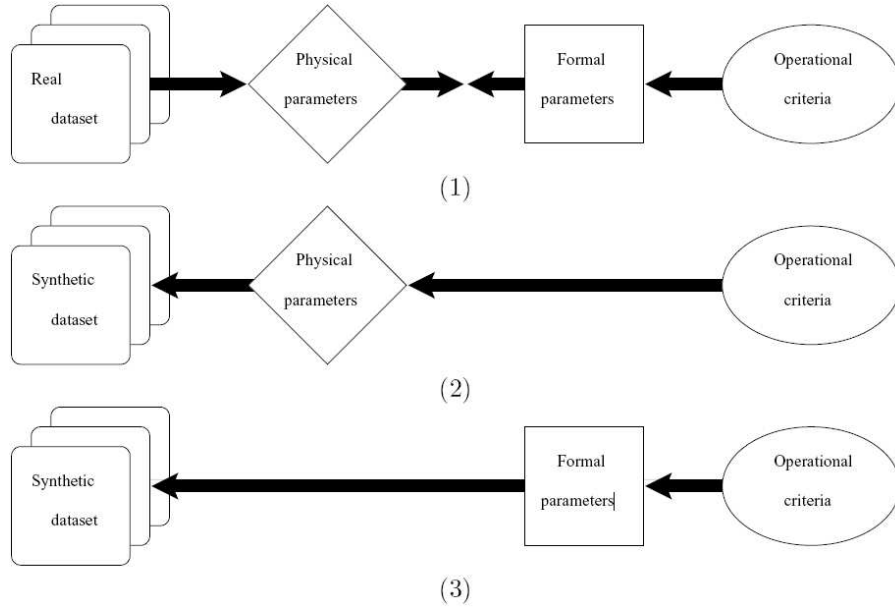 Real
dataset
Physical
parameters
Formal
parameters
Operational
criteria
(1)
Synthetic
dataset
Physical
parameters
Operational
criteria
(2)
Synthetic
dataset
Formal
parameters
Operational
criteria
(3)